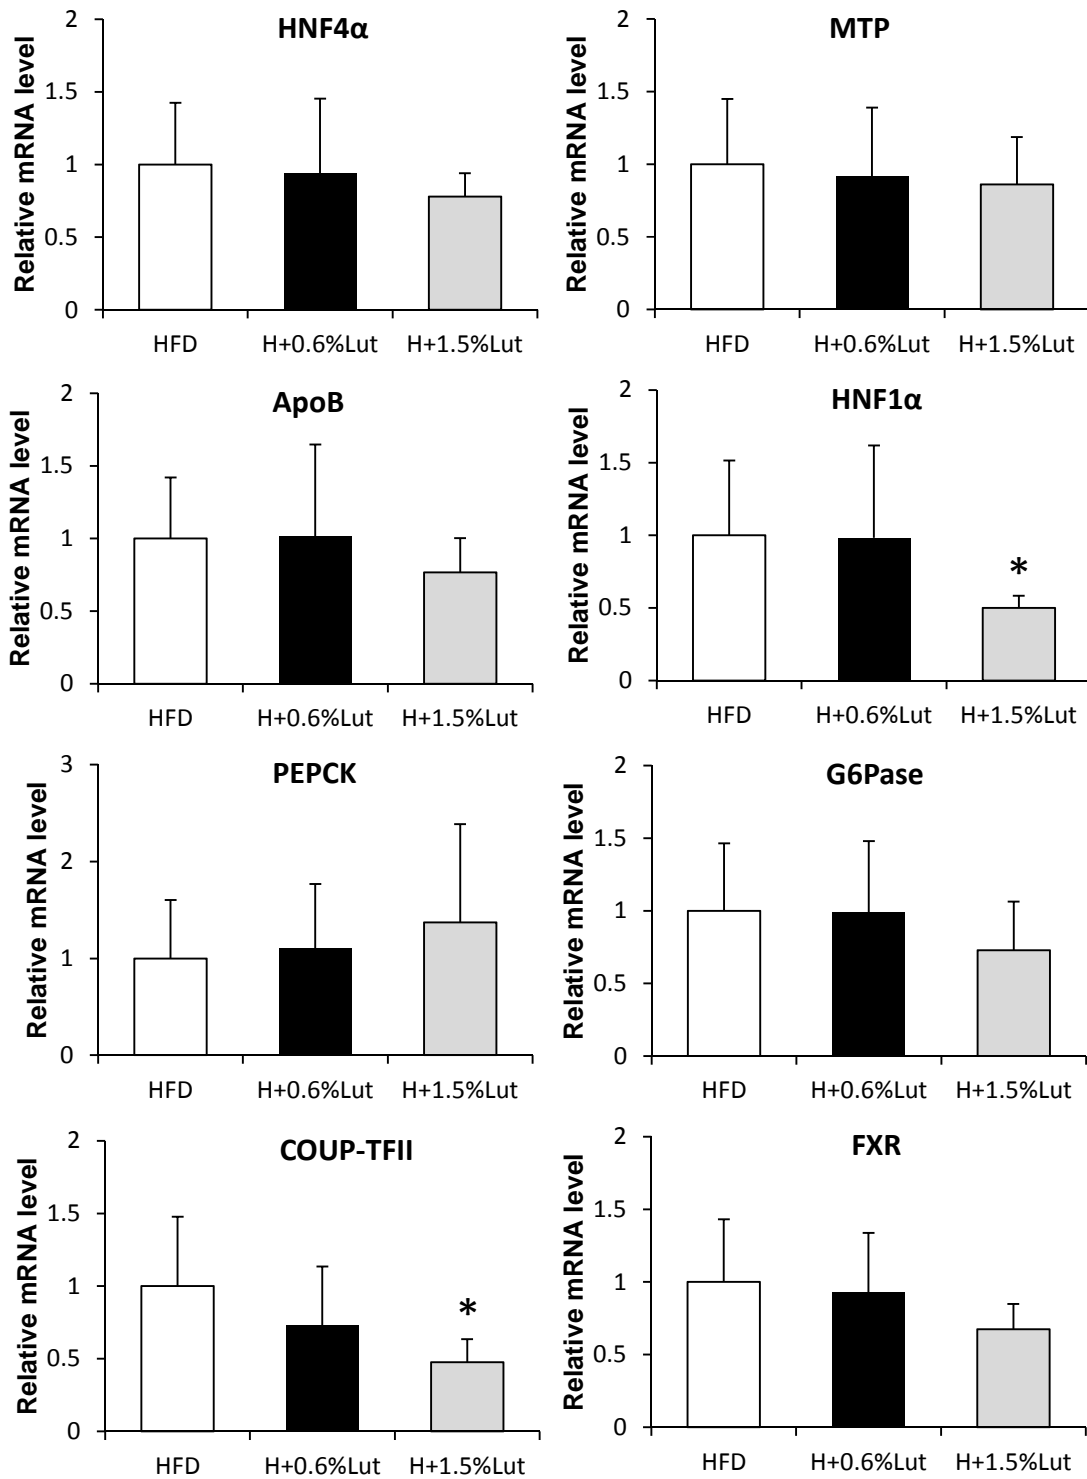 HNF4α
Relative mRNA level
2
1.5
1
0.5
0
HFD H+0.6%Lut H+1.5%Lut
MTP
Relative mRNA level
2
1.5
1
0.5
0
HFD H+0.6%Lut H+1.5%Lut
ApoB
Relative mRNA level
2
1.5
1
0.5
0
HFD H+0.6%Lut H+1.5%Lut
HNF1α
Relative mRNA level
2
1.5
1
0.5
0
*
HFD H+0.6%Lut H+1.5%Lut
PEPCK
Relative mRNA level
3
2
1
0
HFD H+0.6%Lut H+1.5%Lut
G6Pase
Relative mRNA level
2
1.5
1
0.5
0
HFD H+0.6%Lut H+1.5%Lut
COUP-TFII
Relative mRNA level
2
1.5
1
0.5
0
*
HFD H+0.6%Lut H+1.5%Lut
FXR
Relative mRNA level
2
1.5
1
0.5
0
HFD H+0.6%Lut H+1.5%Lut